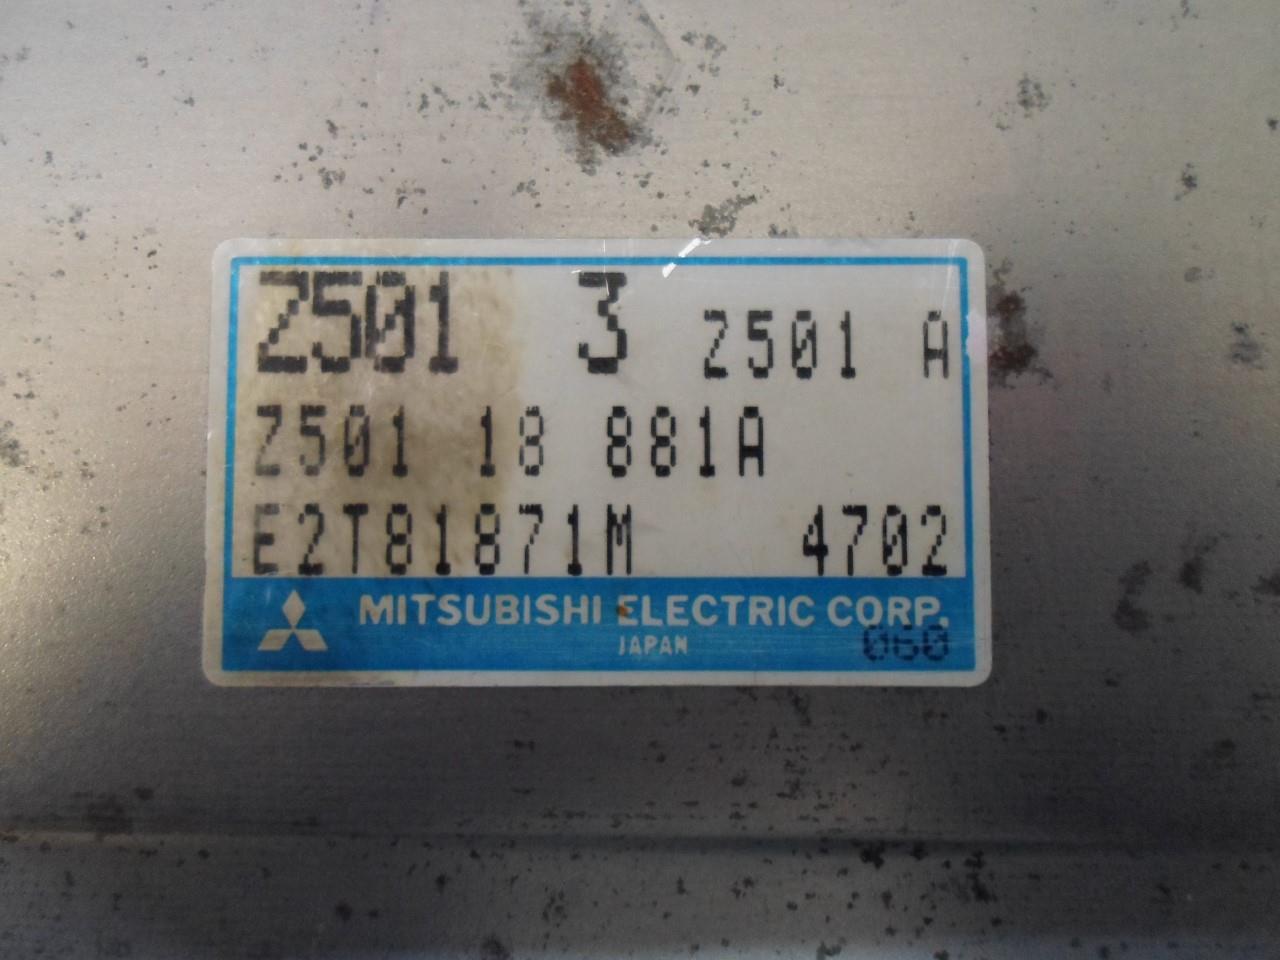 Z501 3 Z501 A
Z501 18 881A
E2T81871M 4702
MITSUBISHI ELECTRIC CORP.
JAPAN 060